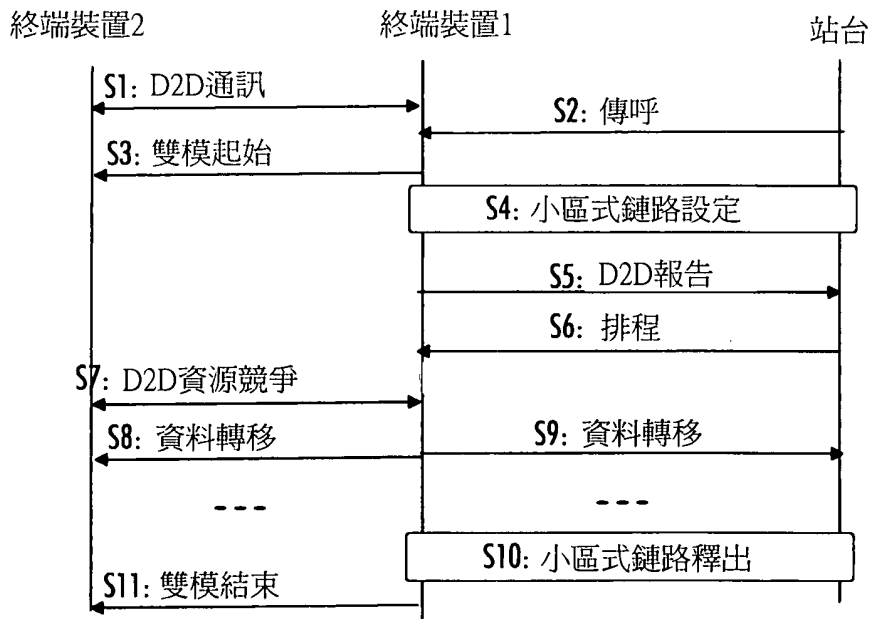 終端裝置2
終端裝置1
站台
S1: D2D通訊
S2: 傳呼
S3: 雙模起始
S4: 小區式鏈路設定
S5: D2D報告
S6: 排程
S7: D2D資源競爭
S8: 資料轉移
S9: 資料轉移
S10: 小區式鏈路釋出
S11: 雙模結束